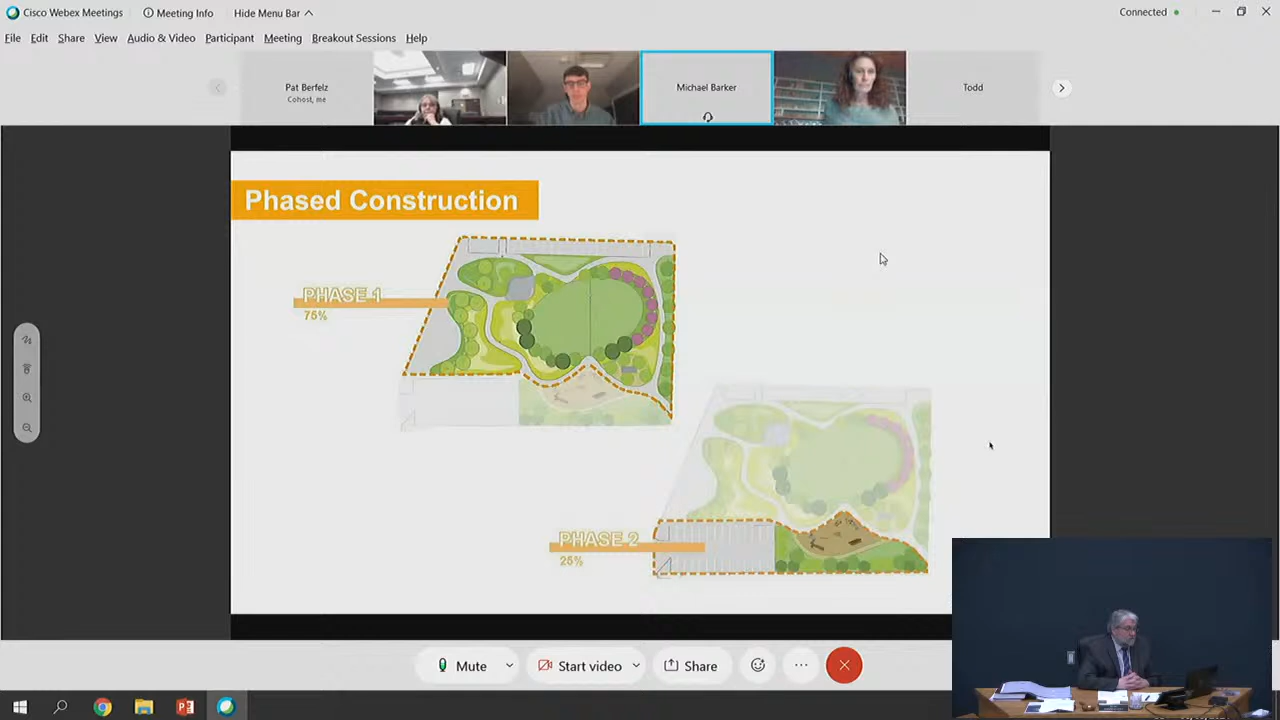 Cisco Webex Meetings
Meeting Info
Hide Menu Bar
Connected
File Edit Share View Audio & Video Participant Meeting Breakout Sessions Help
Pat Berfelz
Cohost, me
Michael Barker
Todd
Phased Construction
PHASE 1
75%
PHASE 2
25%
Mute
Start video
Share